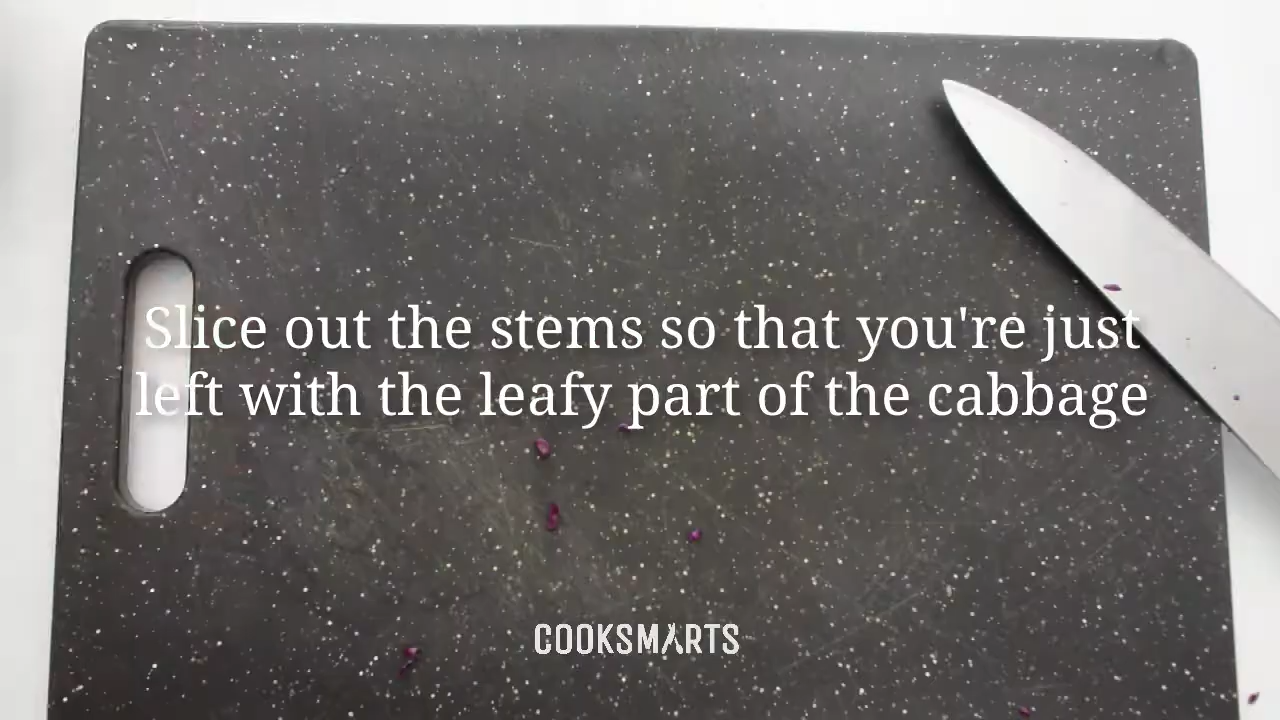 Slice out the stems so that you're just
left with the leafy part of the cabbage
COOKSMARTS